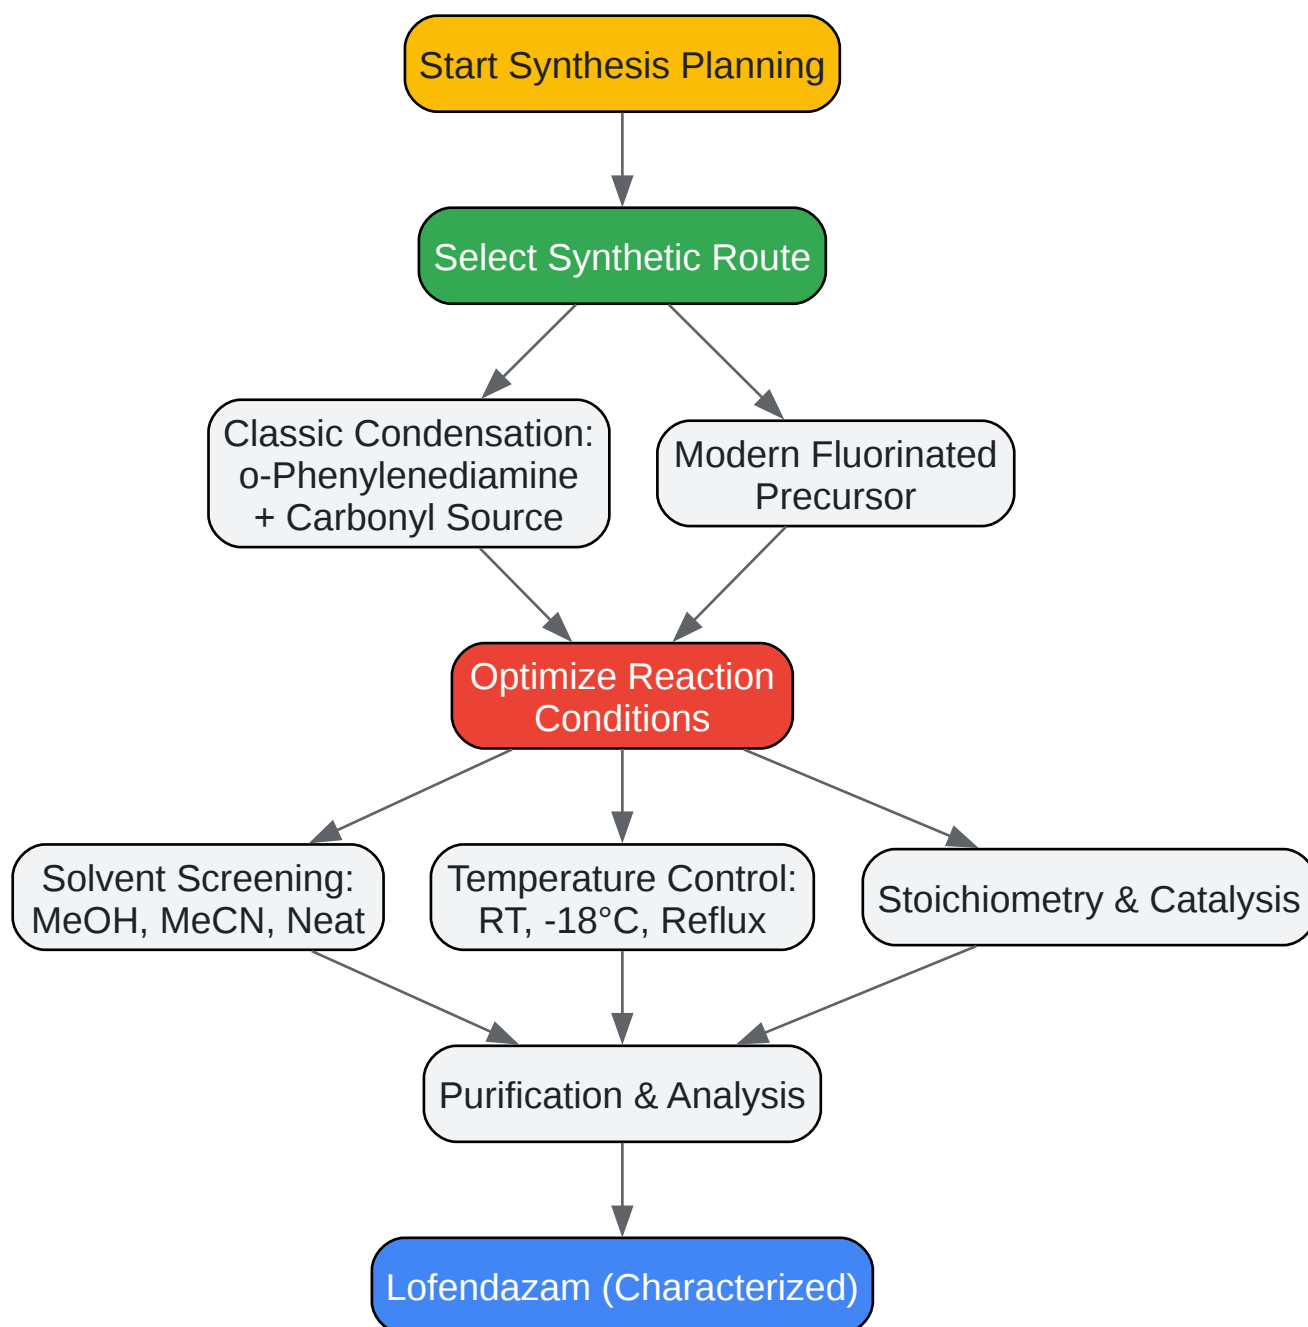 Start Synthesis Planning
Select Synthetic Route
Classic Condensation:
o-Phenylenediamine
+ Carbonyl Source
Modern Fluorinated
Precursor
Optimize Reaction
Conditions
Solvent Screening:
MeOH, MeCN, Neat
Temperature Control:
RT, -18°C, Reflux
Stoichiometry & Catalysis
Purification & Analysis
Lofendazam (Characterized)